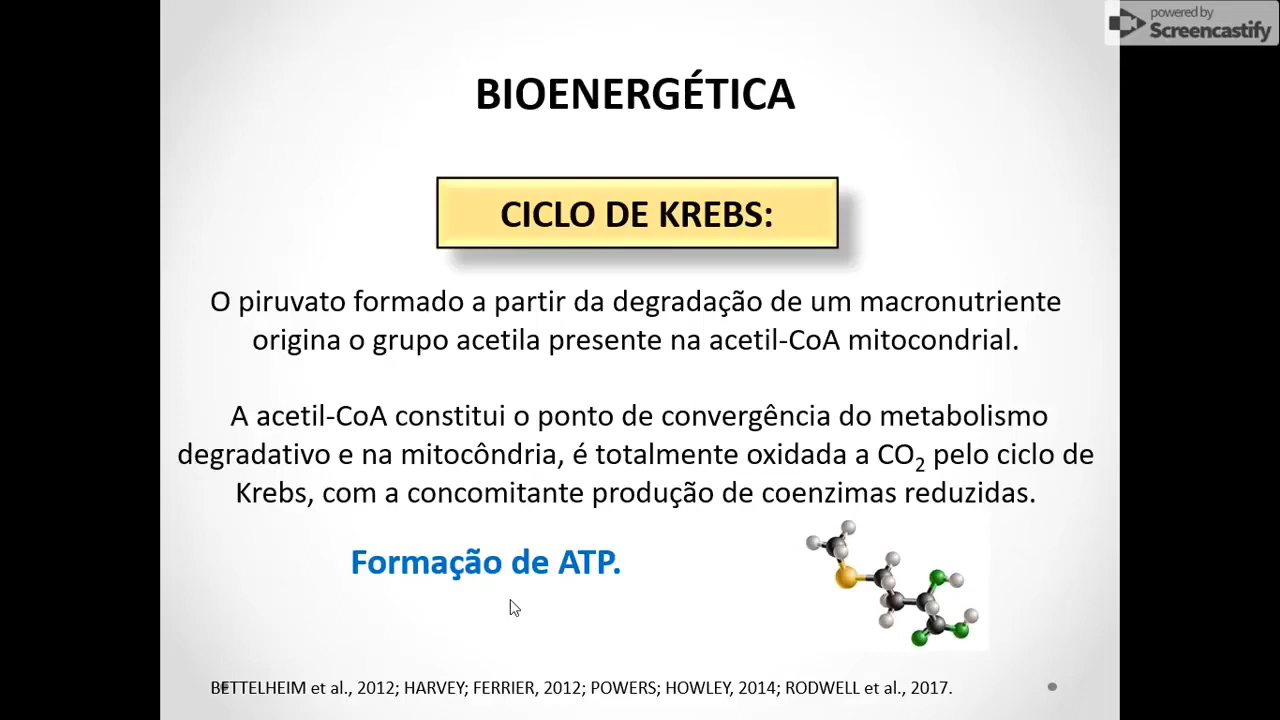 powered by
Screencastify
BIOENERGÉTICA
CICLO DE KREBS:
O piruvato formado a partir da degradação de um macronutriente
origina o grupo acetila presente na acetil-CoA mitocondrial.
A acetil-CoA constitui o ponto de convergência do metabolismo
degradativo e na mitocôndria, é totalmente oxidada a CO₂ pelo ciclo de
Krebs, com a concomitante produção de coenzimas reduzidas.
Formação de ATP.
BETTELHEIM et al., 2012; HARVEY; FERRIER, 2012; POWERS; HOWLEY, 2014; RODWELL et al., 2017.